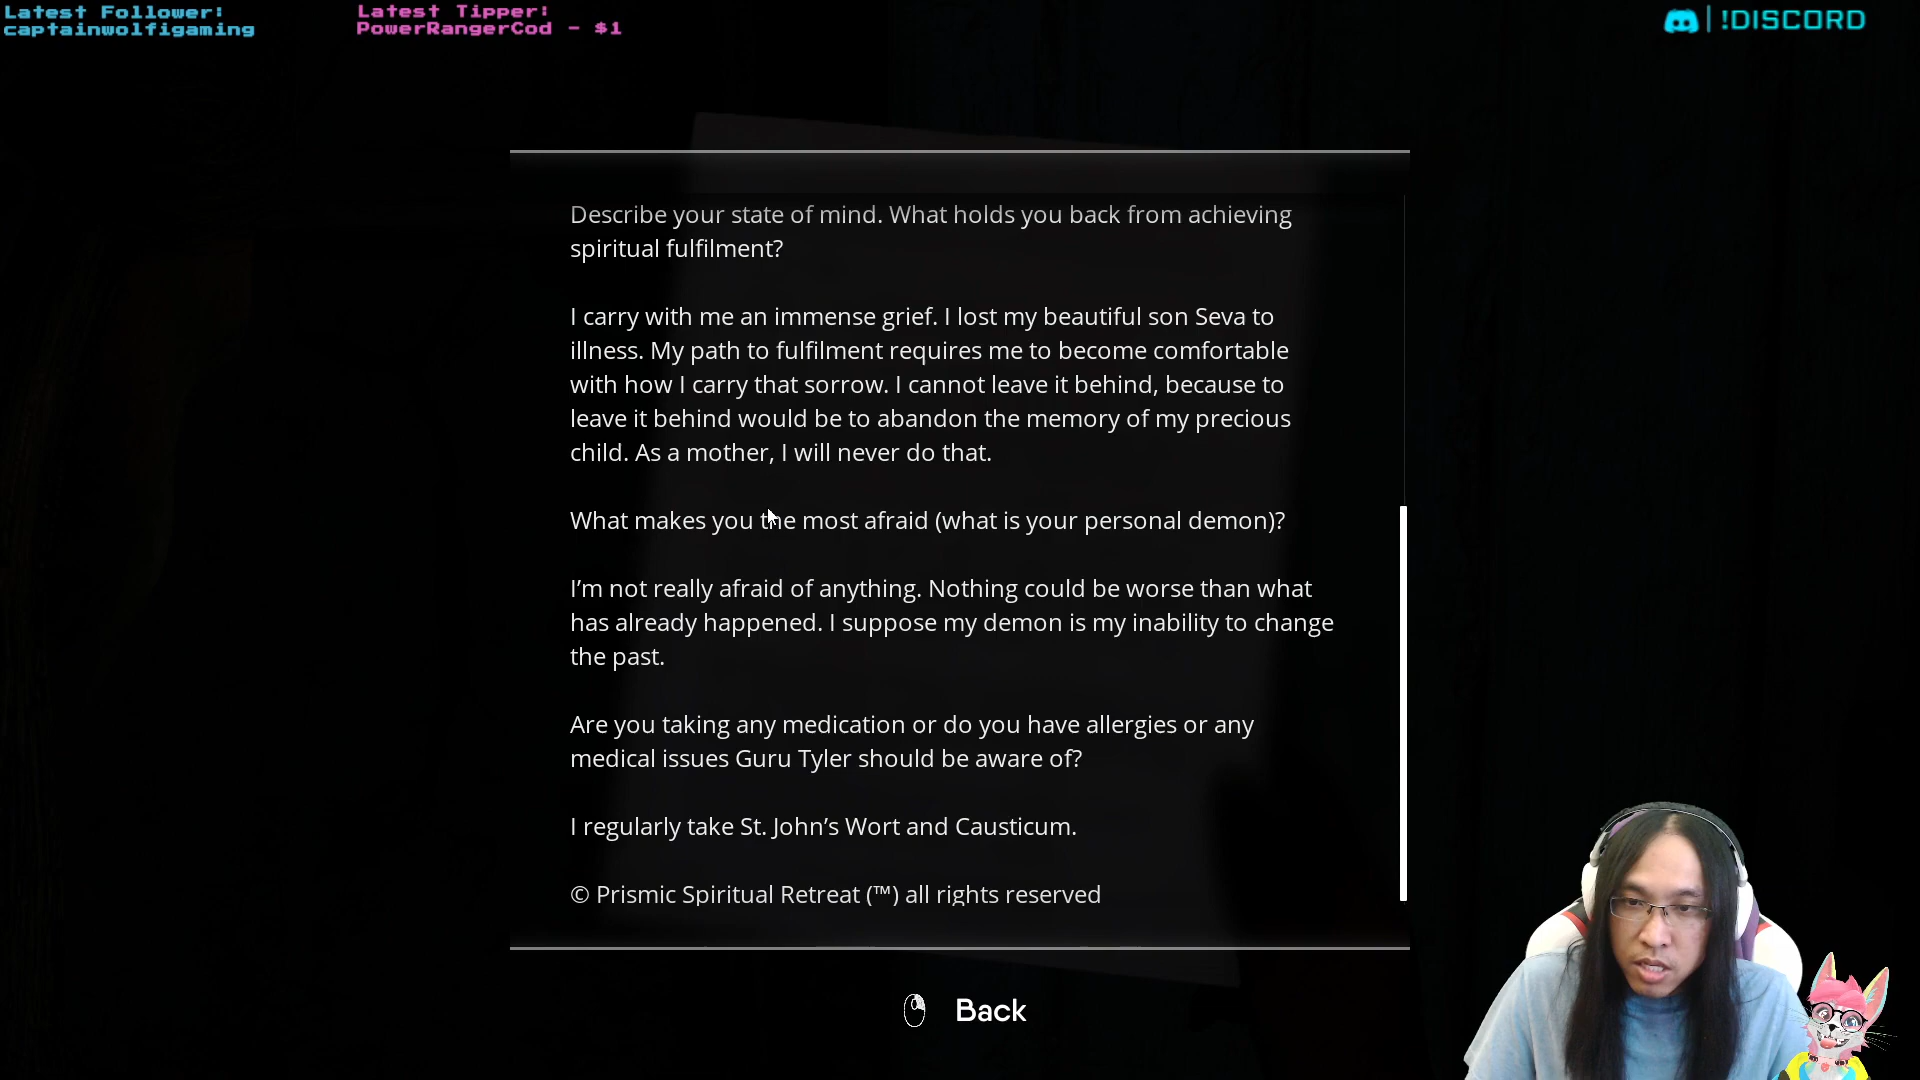 Latest Follower:
captainwolfigaming
Latest Tipper:
PowerRangerCod - $1
!DISCORD
Describe your state of mind. What holds you back from achieving
spiritual fulfilment?
I carry with me an immense grief. I lost my beautiful son Seva to
illness. My path to fulfilment requires me to become comfortable
with how I carry that sorrow. I cannot leave it behind, because to
leave it behind would be to abandon the memory of my precious
child. As a mother, I will never do that.
What makes you the most afraid (what is your personal demon)?
I’m not really afraid of anything. Nothing could be worse than what
has already happened. I suppose my demon is my inability to change
the past.
Are you taking any medication or do you have allergies or any
medical issues Guru Tyler should be aware of?
I regularly take St. John’s Wort and Causticum.
© Prismic Spiritual Retreat (™) all rights reserved
Back